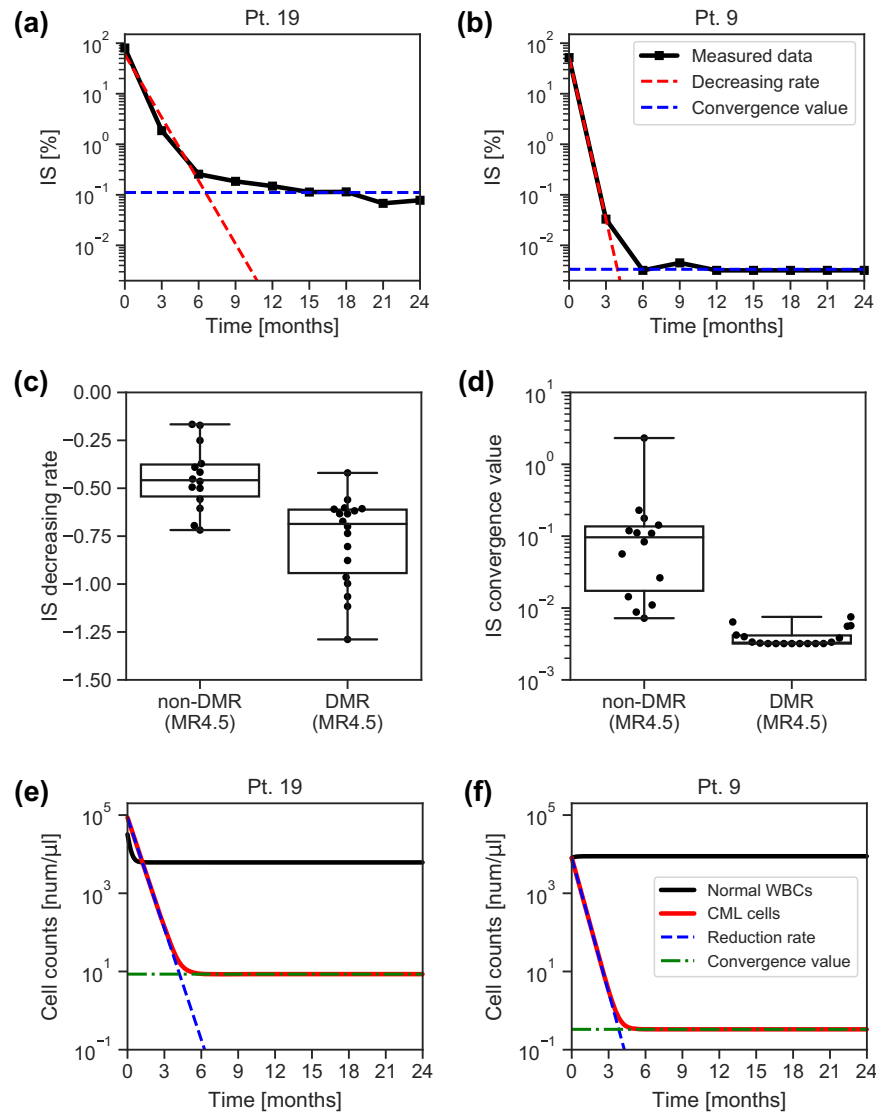 (a)
Pt. 19
10^2
10^1
10^0
10^-1
10^-2
IS [%]
0 3 6 9 12 15 18 21 24
Time [months]
(b)
Pt. 9
Measured data
Decreasing rate
Convergence value
10^2
10^1
10^0
10^-1
10^-2
IS [%]
0 3 6 9 12 15 18 21 24
Time [months]
(c)
0.00
−0.25
−0.50
−0.75
−1.00
−1.25
−1.50
IS decreasing rate
non-DMR
(MR4.5)
DMR
(MR4.5)
(d)
10^1
10^0
10^-1
10^-2
10^-3
IS convergence value
non-DMR
(MR4.5)
DMR
(MR4.5)
(e)
Pt. 19
10^5
10^3
10^1
10^-1
Cell counts [num/μl]
0 3 6 9 12 15 18 21 24
Time [months]
(f)
Pt. 9
Normal WBCs
CML cells
Reduction rate
Convergence value
10^5
10^3
10^1
10^-1
Cell counts [num/μl]
0 3 6 9 12 15 18 21 24
Time [months]